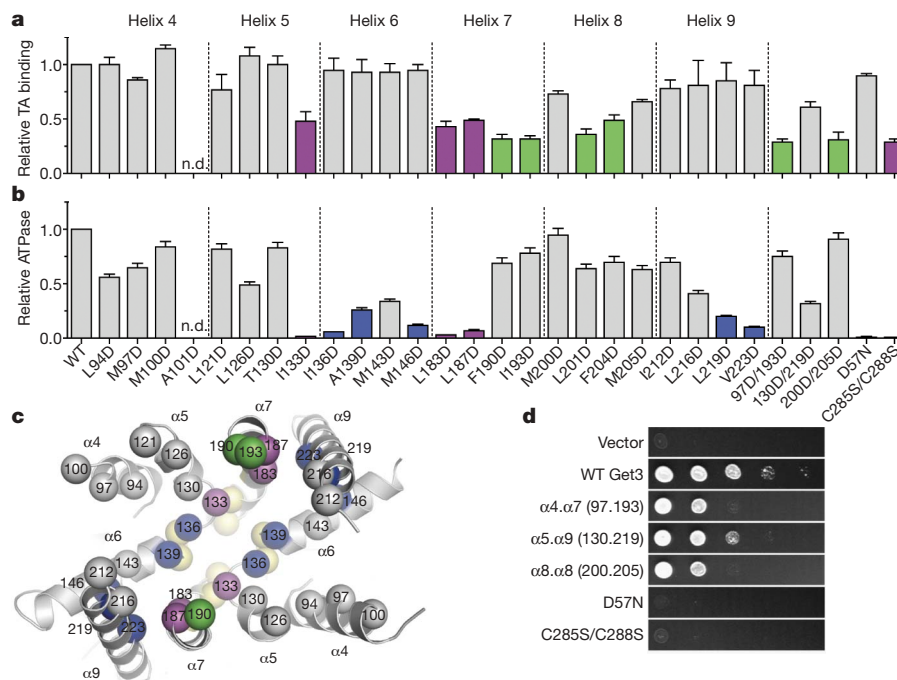 a
Helix 4 Helix 5 Helix 6 Helix 7 Helix 8 Helix 9
Relative TA binding
1.0
0.5
0.0
n.d.
b
Relative ATPase
1.0
0.5
0.0
n.d.
WT L94D M97D M100D A101D L121D L126D T130D I133D I136D A139D M143D M146D L183D L187D F190D I193D M200D L201D F204D M205D I212D L216D L219D V223D 97D/193D 130D/219D 200D/205D D57N C285S/C288S
c
α7
α9
α5
α4
121
126
190
193
187
183
223
219
216
212
146
100
97
94
130
133
136
139
143
α6
α6
139
136
143
146
212
216
219
223
133
183
187
190
130
126
94
97
100
α9
α7
α5
α4
d
Vector
WT Get3
α4.α7 (97.193)
α5.α9 (130.219)
α8.α8 (200.205)
D57N
C285S/C288S